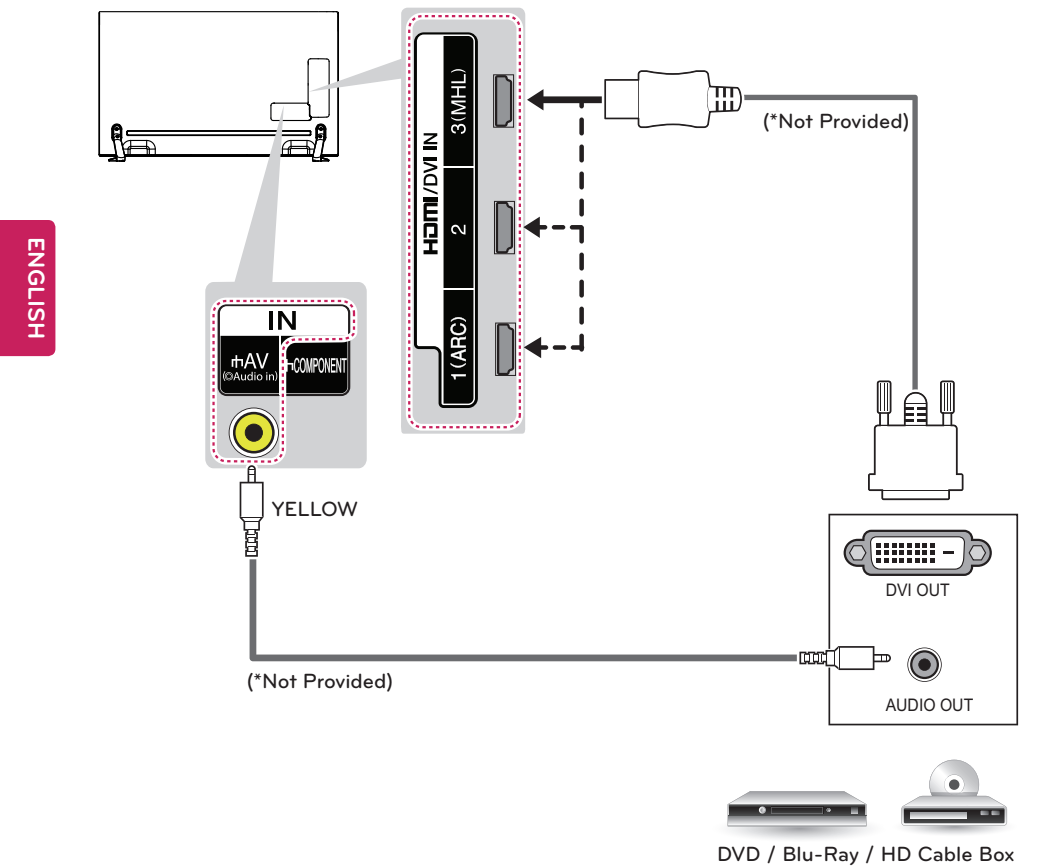 HDMI/DVI IN
3(MHL)
2
1(ARC)
(*Not Provided)
ENGLISH
IN
AV
(Audio in)
COMPONENT
YELLOW
(*Not Provided)
DVI OUT
AUDIO OUT
DVD / Blu-Ray / HD Cable Box